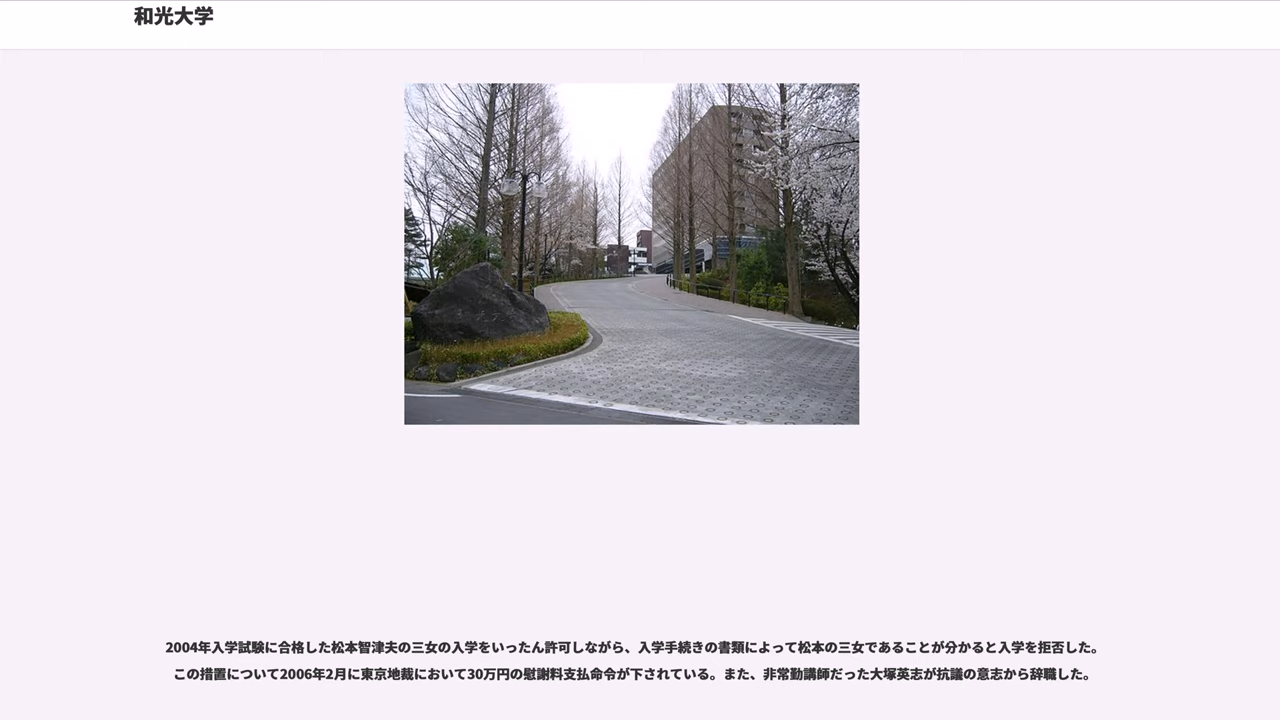 和光大学
2004年入学試験に合格した松本智津夫の三女の入学をいったん許可しながら、入学手続きの書類によって松本の三女であることが分かると入学を拒否した。
この措置について2006年2月に東京地裁において30万円の慰謝料支払命令が下されている。また、非常勤講師だった大塚英志が抗議の意志から辞職した。